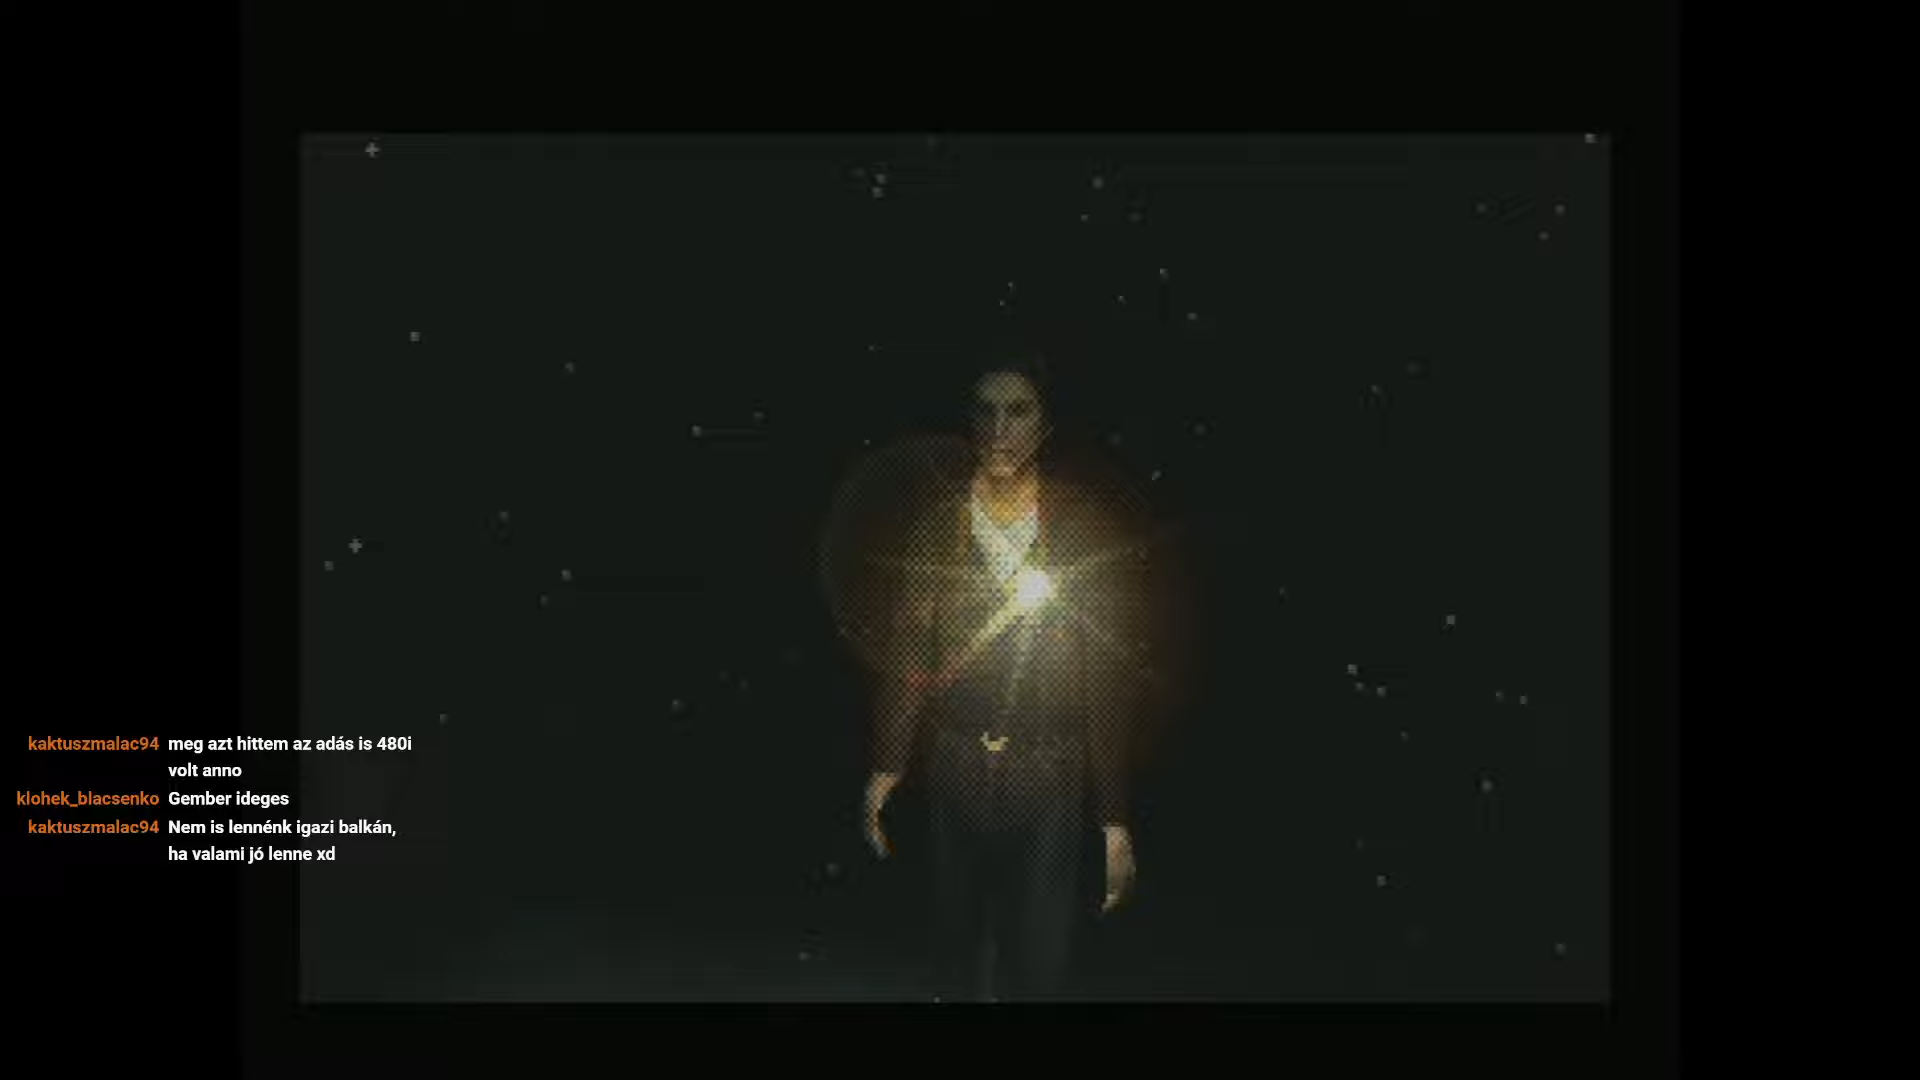 kaktuszmalac94 meg azt hittem az adás is 480i
volt anno
klohek_blacsenko Gember ideges
kaktuszmalac94 Nem is lennénk igazi balkán,
ha valami jó lenne xd